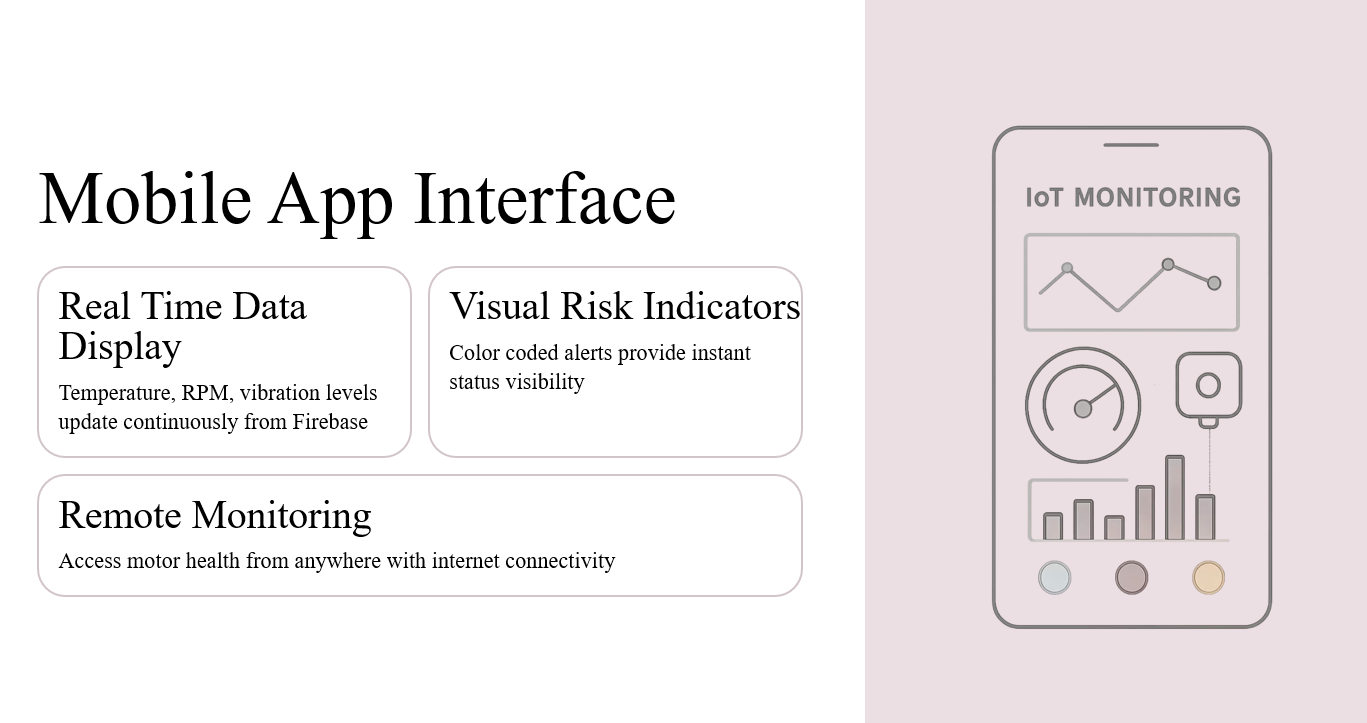 Mobile App Interface
Real Time Data
Display
Temperature, RPM, vibration levels
update continuously from Firebase
Visual Risk Indicators
Color coded alerts provide instant
status visibility
Remote Monitoring
Access motor health from anywhere with internet connectivity
IoT MONITORING